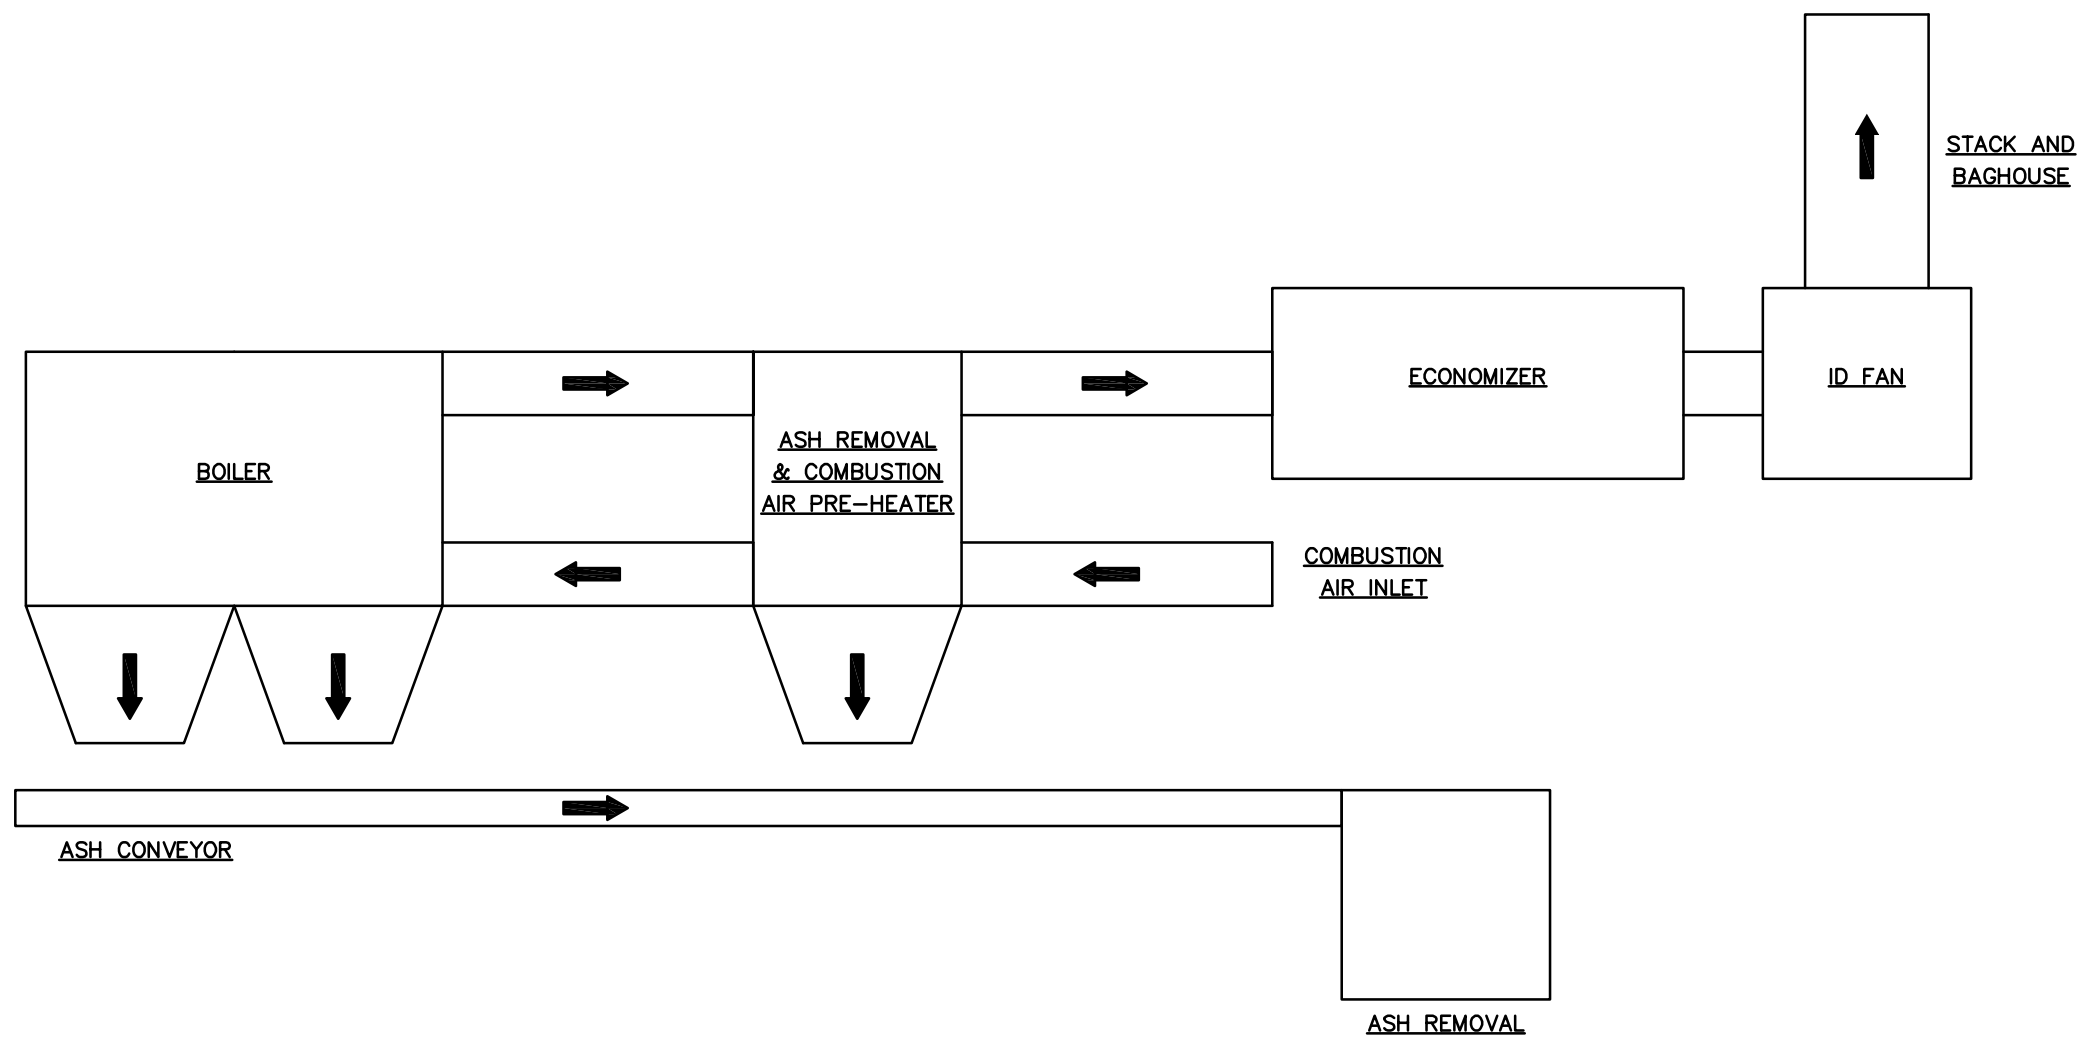 STACK AND
BAGHOUSE
ECONOMIZER
ID FAN
BOILER
ASH REMOVAL
& COMBUSTION
AIR PRE-HEATER
COMBUSTION
AIR INLET
ASH CONVEYOR
ASH REMOVAL